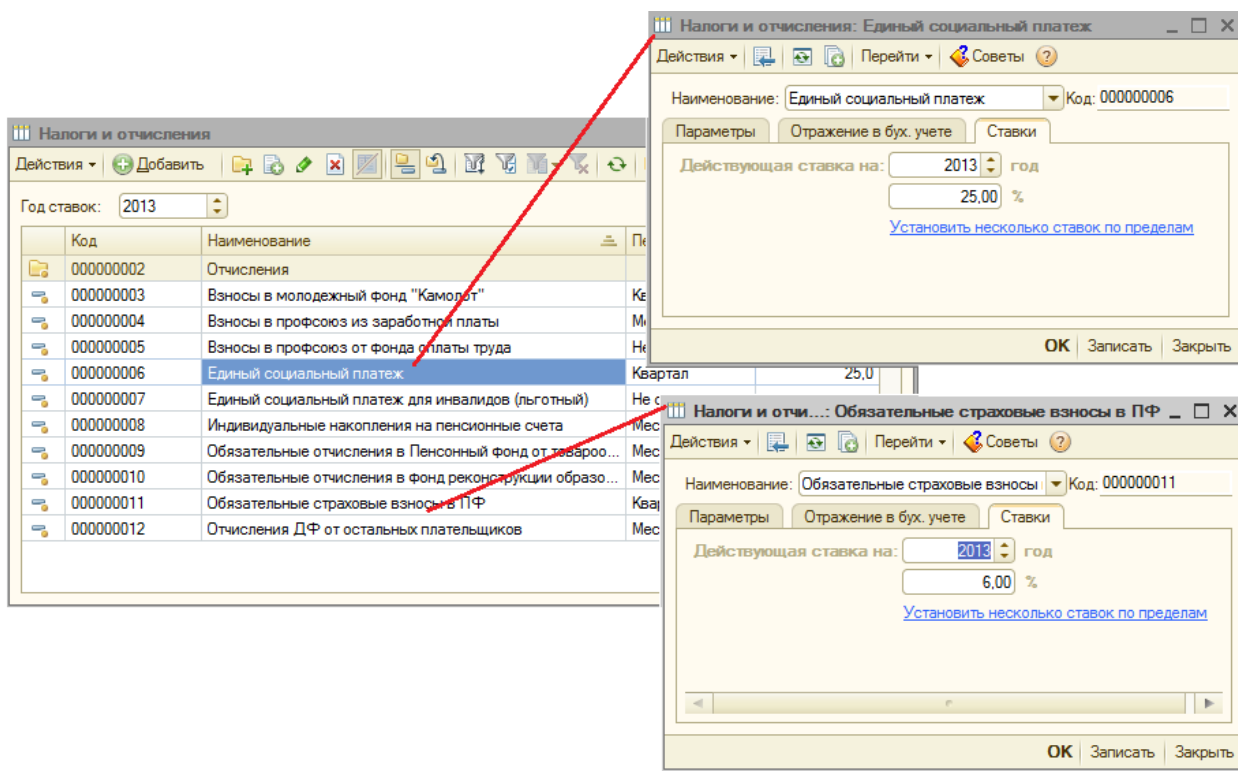 Налоги и отчисления: Единый социальный платеж
Действия Перейти Советы
Наименование: Единый социальный платеж Код: 000000006
Параметры Отражение в бух. учете Ставки
Действующая ставка на: 2013 год
25,00 %
Установить несколько ставок по пределам
OK Записать Закрыть
Налоги и отчисления
Действия Добавить
Год ставок: 2013
Код Наименование
000000002 Отчисления
000000003 Взносы в молодежный фонд "Камолот"
000000004 Взносы в профсоюз из заработной платы
000000005 Взносы в профсоюз от фонда оплаты труда
000000006 Единый социальный платеж Квартал 25,0
000000007 Единый социальный платеж для инвалидов (льготный)
000000008 Индивидуальные накопления на пенсионные счета
000000009 Обязательные отчисления в Пенсонный фонд от товароо...
000000010 Обязательные отчисления в Фонд реконструкции образо...
000000011 Обязательные страховые взносы в ПФ
000000012 Отчисления ДФ от остальных плательщиков
Налоги и отчи...: Обязательные страховые взносы в ПФ
Действия Перейти Советы
Наименование: Обязательные страховые взносы Код: 000000011
Параметры Отражение в бух. учете Ставки
Действующая ставка на: 2013 год
6,00 %
Установить несколько ставок по пределам
OK Записать Закрыть